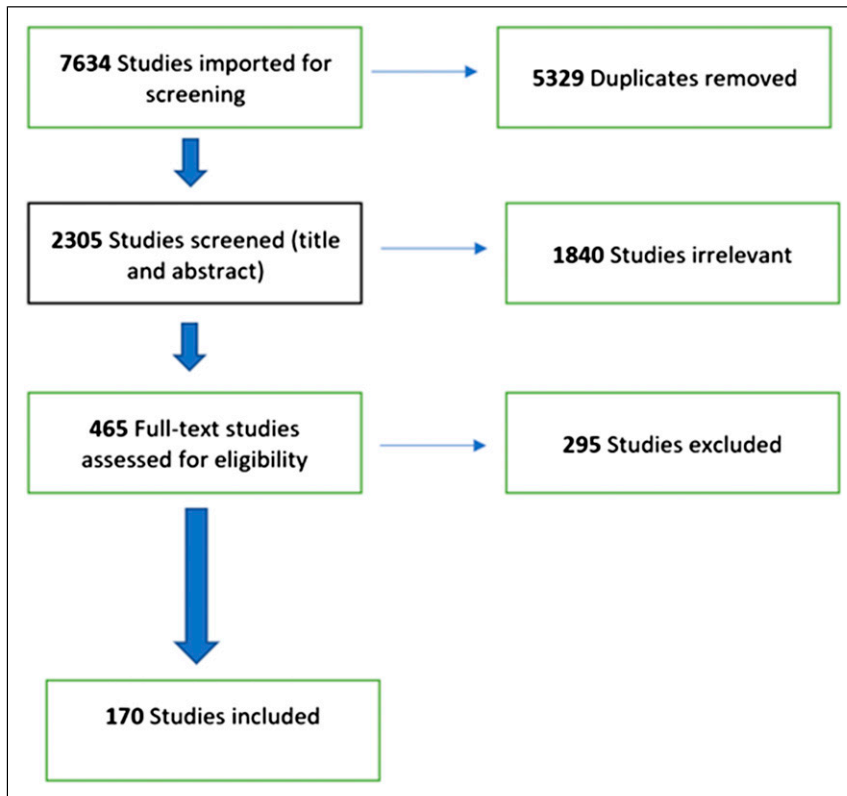 7634 Studies imported for
screening
5329 Duplicates removed
2305 Studies screened (title
and abstract)
1840 Studies irrelevant
465 Full-text studies
assessed for eligibility
295 Studies excluded
170 Studies included